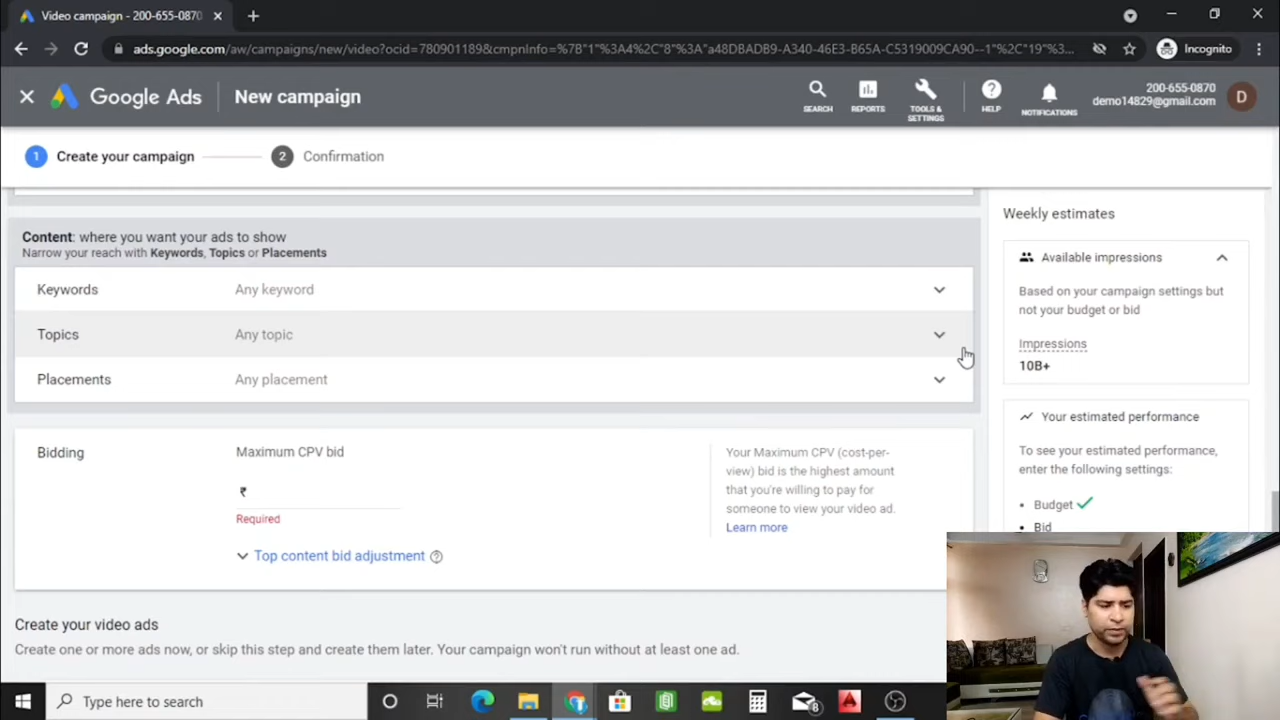 Video campaign - 200-655-0870
ads.google.com/aw/campaigns/new/video?ocid=780901189&cmpnInfo=%7B"1"%3A4%2C"8"%3A"a48DBADB9-A340-46E3-B65A-C5319009CA90--1"%2C"19"%3...
Incognito
Google Ads
New campaign
SEARCH
REPORTS
TOOLS & SETTINGS
HELP
NOTIFICATIONS
200-655-0870
demo14829@gmail.com
D
1 Create your campaign
2 Confirmation
Content: where you want your ads to show
Narrow your reach with Keywords, Topics or Placements
Keywords Any keyword
Topics Any topic
Placements Any placement
Bidding
Maximum CPV bid
₹
Required
Top content bid adjustment
Your Maximum CPV (cost-per-
view) bid is the highest amount
that you're willing to pay for
someone to view your video ad.
Learn more
Create your video ads
Create one or more ads now, or skip this step and create them later. Your campaign won't run without at least one ad.
Weekly estimates
Available impressions
Based on your campaign settings but
not your budget or bid
Impressions
10B+
Your estimated performance
To see your estimated performance,
enter the following settings:
• Budget
• Bid
Type here to search
8